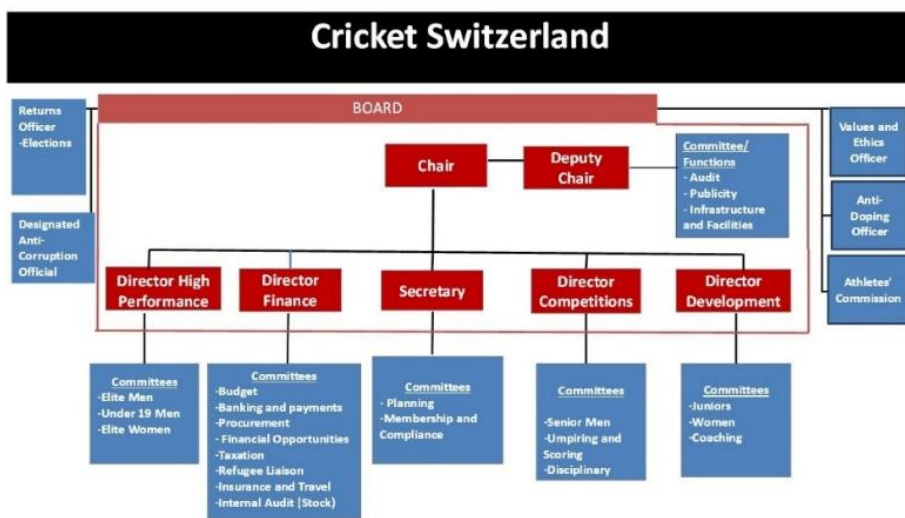 Cricket Switzerland
BOARD
Returns
Officer
-Elections
Designated
Anti-
Corruption
Official
Chair
Deputy
Chair
Committee/
Functions
- Audit
- Publicity
- Infrastructure
and Facilities
Values and
Ethics
Officer
Anti-
Doping
Officer
Athletes'
Commission
Director High
Performance
Director
Finance
Secretary
Director
Competitions
Director
Development
Committees
-Elite Men
-Under 19 Men
-Elite Women
Committees
-Budget
-Banking and payments
-Procurement
- Financial Opportunities
-Taxation
-Refugee Liaison
-Insurance and Travel
-Internal Audit (Stock)
Committees
- Planning
-Membership and
Compliance
Committees
-Senior Men
-Umpiring and
Scoring
-Disciplinary
Committees
-Juniors
-Women
-Coaching